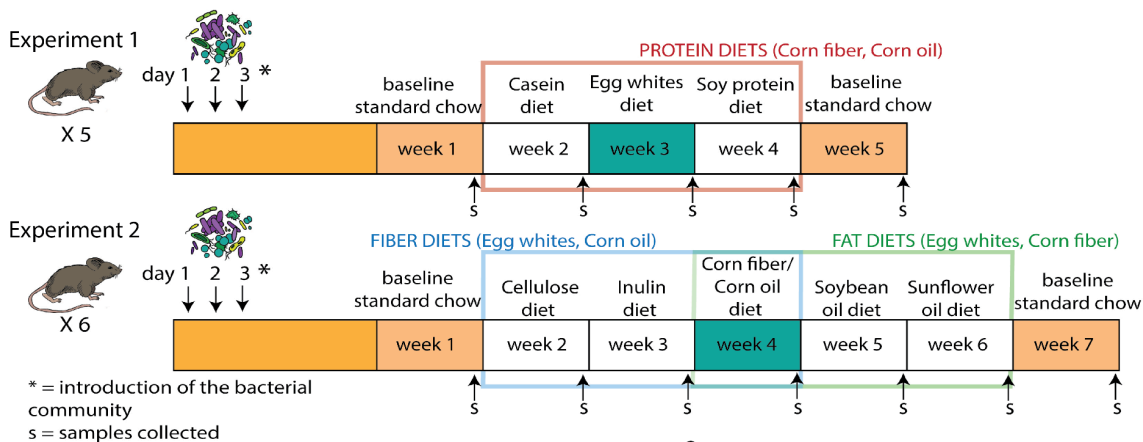 Experiment 1
day 1 2 3 *
X 5
PROTEIN DIETS (Corn fiber, Corn oil)
baseline
standard chow
Casein
diet
Egg whites
diet
Soy protein
diet
baseline
standard chow
week 1
week 2
week 3
week 4
week 5
s
s
s
s
s
Experiment 2
day 1 2 3 *
X 6
FIBER DIETS (Egg whites, Corn oil)
FAT DIETS (Egg whites, Corn fiber)
baseline
standard chow
Cellulose
diet
Inulin
diet
Corn fiber/
Corn oil
diet
Soybean
oil diet
Sunflower
oil diet
baseline
standard chow
week 1
week 2
week 3
week 4
week 5
week 6
week 7
s
s
s
s
s
s
s
* = introduction of the bacterial
community
s = samples collected